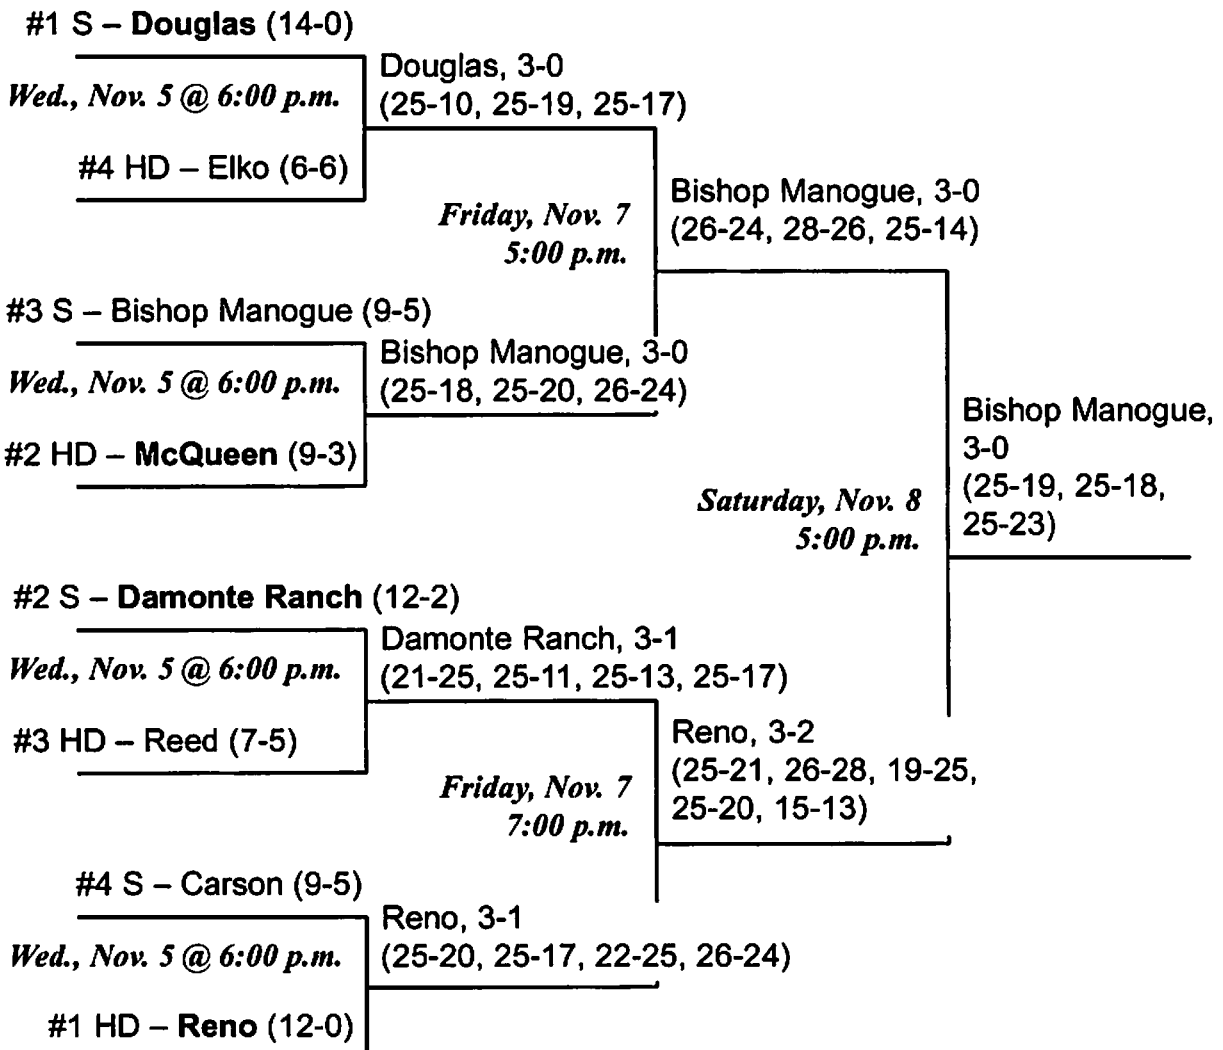 #1 S – Douglas (14-0)
Douglas, 3-0
Wed., Nov. 5 @ 6:00 p.m.
(25-10, 25-19, 25-17)
#4 HD – Elko (6-6)
Bishop Manogue, 3-0
(26-24, 28-26, 25-14)
Friday, Nov. 7
5:00 p.m.
#3 S – Bishop Manogue (9-5)
Bishop Manogue, 3-0
Wed., Nov. 5 @ 6:00 p.m.
(25-18, 25-20, 26-24)
#2 HD – McQueen (9-3)
Bishop Manogue,
3-0
(25-19, 25-18,
25-23)
Saturday, Nov. 8
5:00 p.m.
#2 S – Damonte Ranch (12-2)
Damonte Ranch, 3-1
Wed., Nov. 5 @ 6:00 p.m.
(21-25, 25-11, 25-13, 25-17)
#3 HD – Reed (7-5)
Reno, 3-2
(25-21, 26-28, 19-25,
25-20, 15-13)
Friday, Nov. 7
7:00 p.m.
#4 S – Carson (9-5)
Reno, 3-1
Wed., Nov. 5 @ 6:00 p.m.
(25-20, 25-17, 22-25, 26-24)
#1 HD – Reno (12-0)